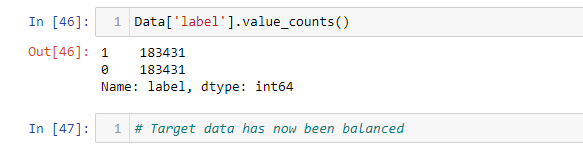 In [46]: 1 Data['label'].value_counts()
Out[46]: 1    183431
0    183431
Name: label, dtype: int64
In [47]: 1 # Target data has now been balanced